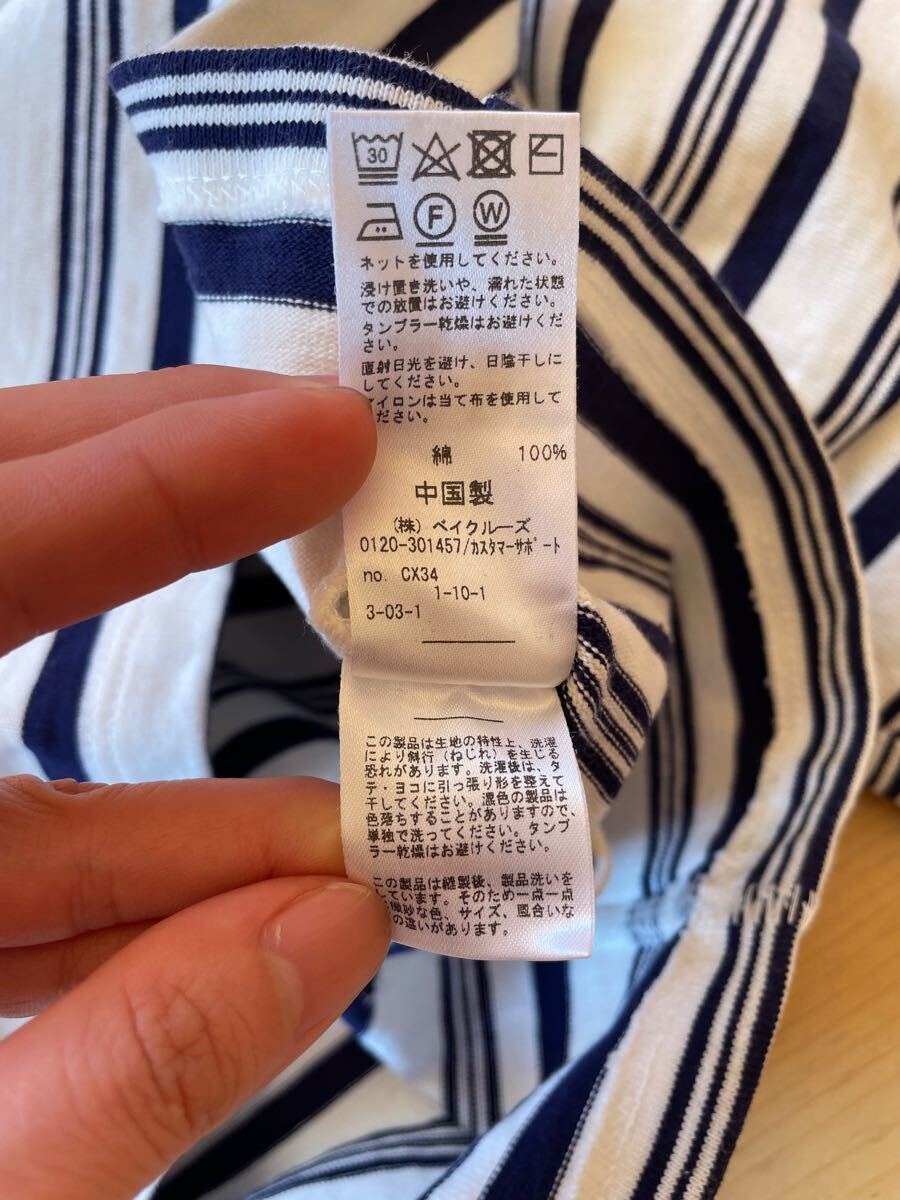 30
F W
ネットを使用してください。
浸け置き洗いや、濡れた状態
での放置はお避けください。
タンブラー乾燥はお避けくだ
さい。
直射日光を避け、日陰干しに
してください。
イロンは当て布を使用して
ださい。
綿 100%
中国製
(株) ベイクルーズ
0120-301457/カスタマーサポート
no. CX34
1-10-1
3-03-1
この製品は生地の特性上、洗濯
により斜行(ねじれ)を生じる
恐れがあります。洗濯後は、タ
テ・ヨコに引っ張り形を整えて
干してください。濃色の製品は
色落ちすることがありますので、
単独で洗ってください。タンブ
ラー乾燥はお避けください。
この製品は縫製後、製品洗いを
しています。そのため一点一点
微妙な色、サイズ、風合いな
の違いがあります。